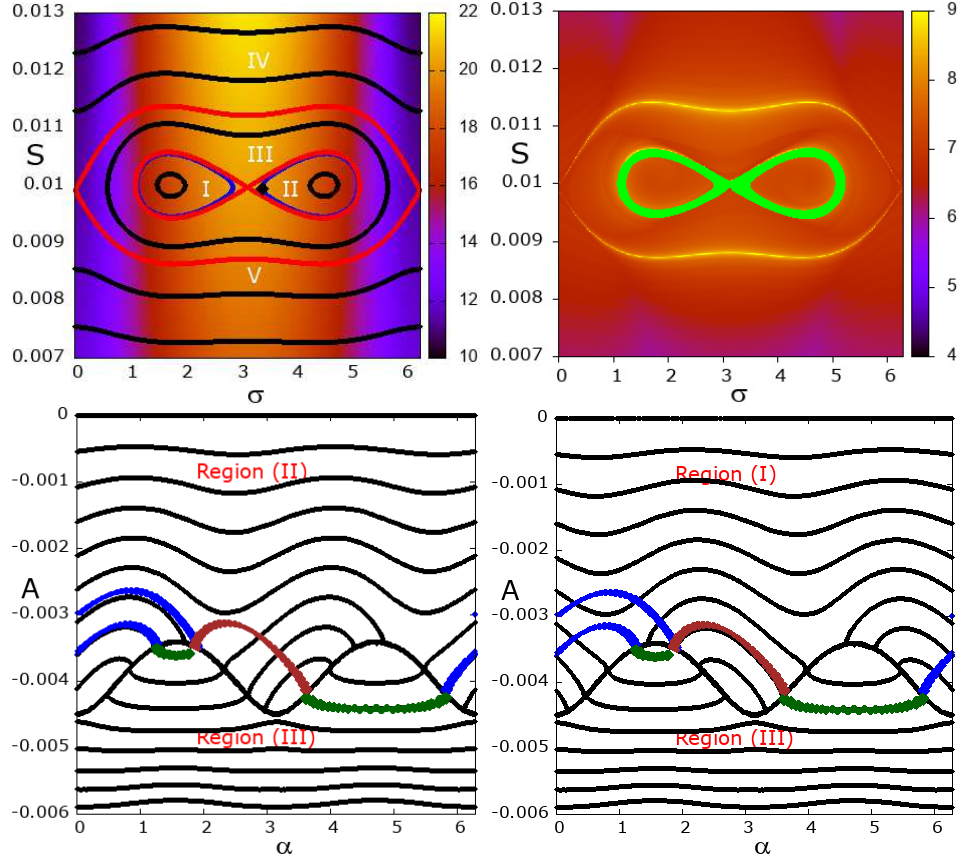 0.013
0.012
0.011
S
0.01
0.009
0.008
0.007
IV
III
I
II
V
0 1 2 3 4 5 6
σ
22
20
18
16
14
12
10
0.013
0.012
0.011
S
0.01
0.009
0.008
0.007
0 1 2 3 4 5 6
σ
9
8
7
6
5
4
0
-0.001
-0.002
A
-0.003
-0.004
-0.005
-0.006
Region (II)
Region (III)
0 1 2 3 4 5 6
α
0
-0.001
-0.002
A
-0.003
-0.004
-0.005
-0.006
Region (I)
Region (III)
0 1 2 3 4 5 6
α